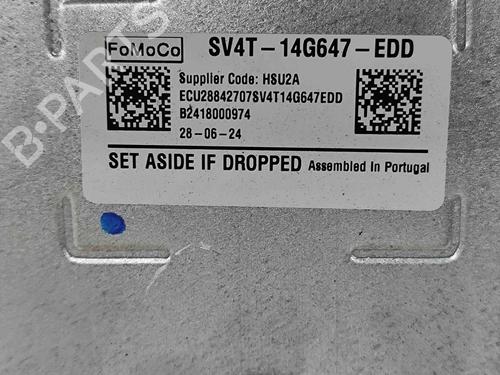 FoMoCo SV4T-14G647-EDD
Supplier Code: HSU2A
ECU28842707SV4T14G647EDD
B2418000974
28-06-24
SET ASIDE IF DROPPED Assembled In Portugal
B-PARTS